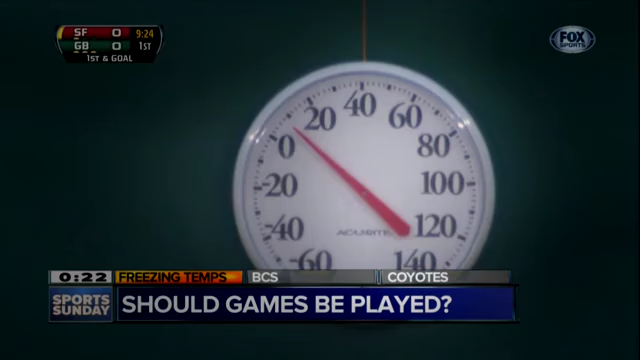 SF 0 9:24
GB 0 1ST
1ST & GOAL
FOX
SPORTS
40
20 60
0 80
-20 100
-40 120
-60 140
ACURITE
0:22 FREEZING TEMPS BCS COYOTES
SPORTS
SUNDAY
SHOULD GAMES BE PLAYED?